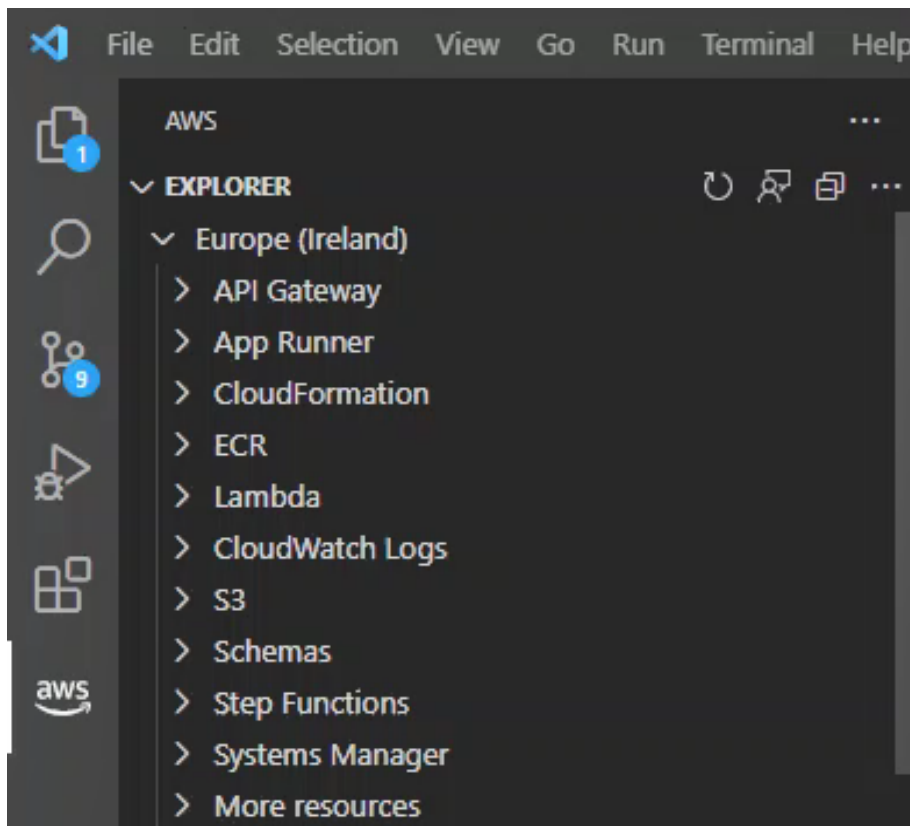 File Edit Selection View Go Run Terminal Help
AWS
1
EXPLORER
Europe (Ireland)
API Gateway
App Runner
9
CloudFormation
ECR
Lambda
CloudWatch Logs
S3
Schemas
aws
Step Functions
Systems Manager
More resources